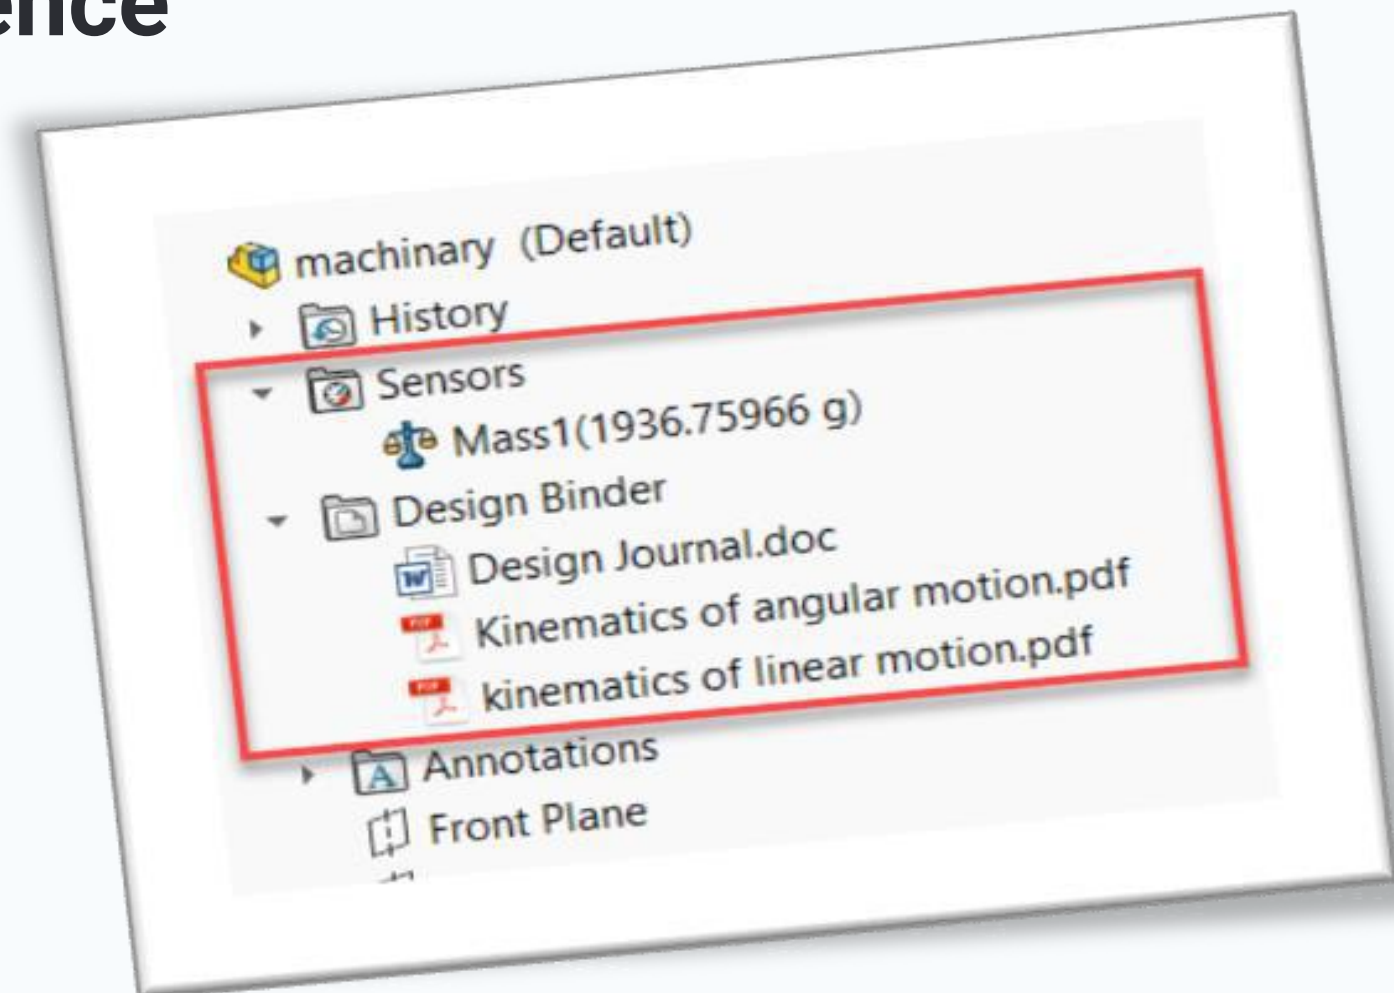 machinary (Default)
History
Sensors
Mass1(1936.75966 g)
Design Binder
Design Journal.doc
Kinematics of angular motion.pdf
kinematics of linear motion.pdf
Annotations
Front Plane